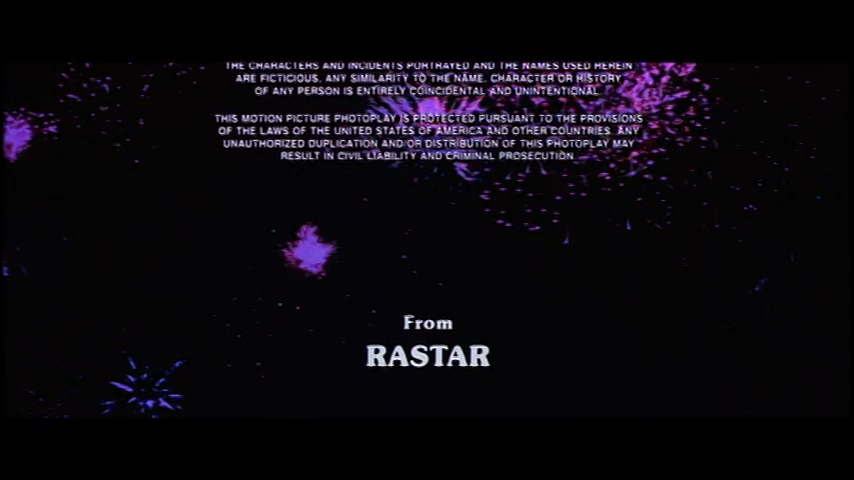 THE CHARACTERS AND INCIDENTS PORTRAYED AND THE NAMES USED HEREIN
ARE FICTICIOUS. ANY SIMILARITY TO THE NAME, CHARACTER OR HISTORY
OF ANY PERSON IS ENTIRELY COINCIDENTAL AND UNINTENTIONAL.
THIS MOTION PICTURE PHOTOPLAY IS PROTECTED PURSUANT TO THE PROVISIONS
OF THE LAWS OF THE UNITED STATES OF AMERICA AND OTHER COUNTRIES. ANY
UNAUTHORIZED DUPLICATION AND/OR DISTRIBUTION OF THIS PHOTOPLAY MAY
RESULT IN CIVIL LIABILITY AND CRIMINAL PROSECUTION.
From
RASTAR